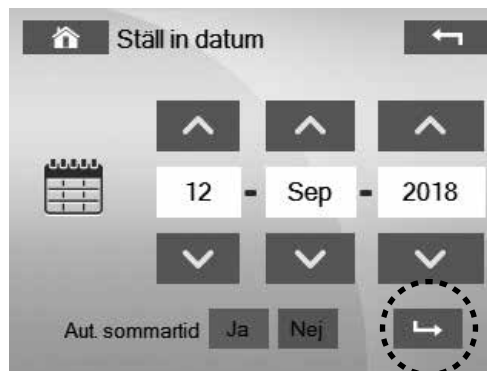 Ställ in datum
12 - Sep - 2018
Aut. sommartid Ja Nej